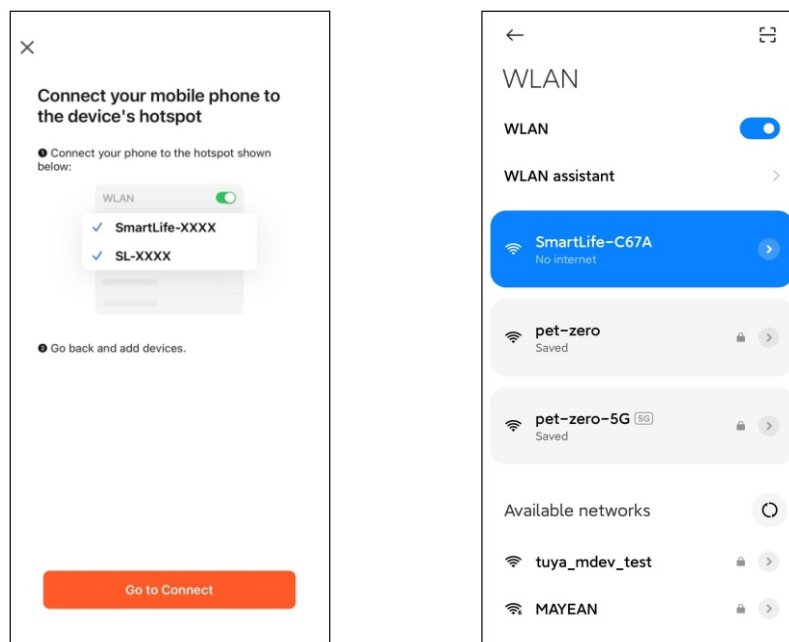 Connect your mobile phone to
the device's hotspot
❶ Connect your phone to the hotspot shown
below:
WLAN
SmartLife-XXXX
SL-XXXX
❷ Go back and add devices.
Go to Connect
WLAN
WLAN
WLAN assistant
SmartLife-C67A
No internet
pet-zero
Saved
pet-zero-5G 5G
Saved
Available networks
tuya_mdev_test
MAYEAN